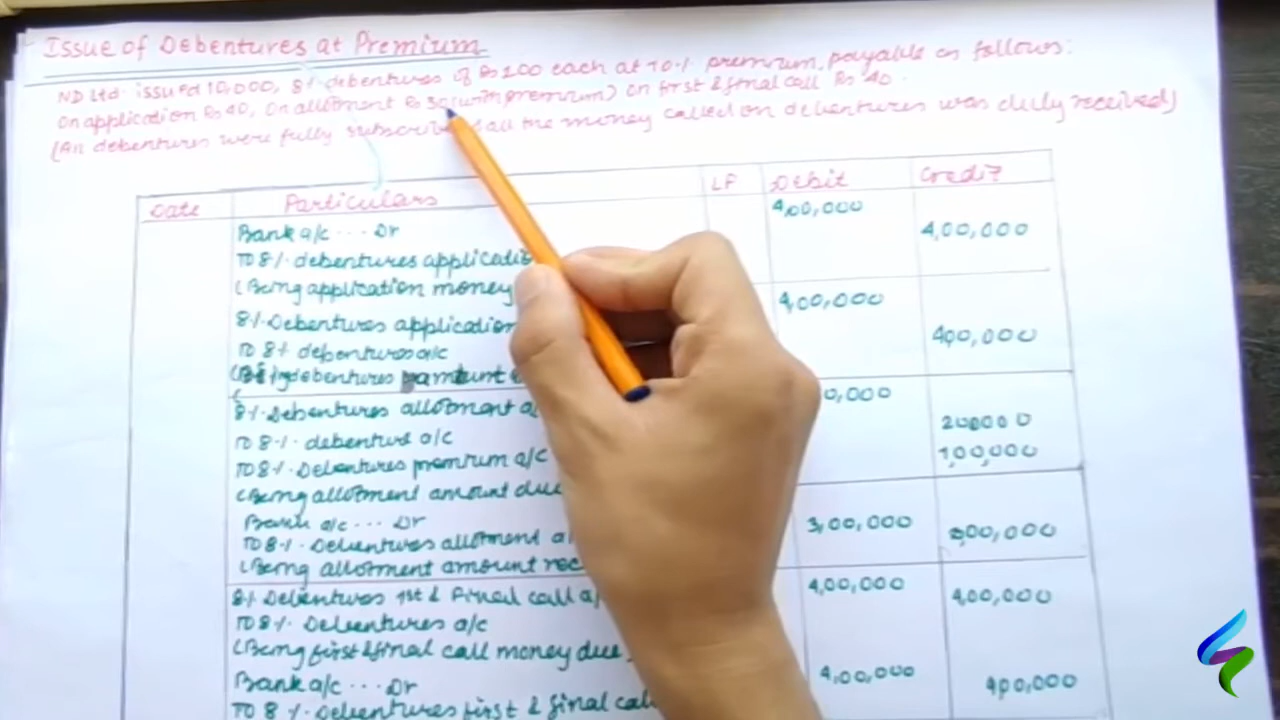 Issue of Debentures at Premium
ND Ltd issued 10,000, 8% debentures of Rs 100 each at 10% premium, payable as follows:
On application Rs 40, On allotment Rs 30 (with premium) On first & final call Rs 40.
(All debentures were fully all the money called on debentures was duly received)
Date Particulars LF Debit Credit
Bank a/c ... Dr 4,00,000
To 8% debentures 4,00,000
(Being application money
8% Debentures application 4,00,000
To 8% debentures a/c 400,000
debentures
8% Debentures allotment 0,000
To 8% debenture a/c 200000
To 8% Debentures premium a/c 1,00,000
(Being allotment amount due
Bank a/c ... Dr 3,00,000
To 8% Debentures allotment 300,000
(Being allotment amount
8% Debentures 1st & Final call 4,00,000
To 8% Debentures a/c 4,00,000
(Being first & final call money due
Bank a/c ... Dr 4,00,000
To 8% Debentures first & final 400,000